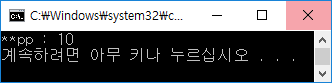 C:₩Windows₩system32₩c...
**pp : 10
계속하려면 아무 키나 누르십시오 . . .